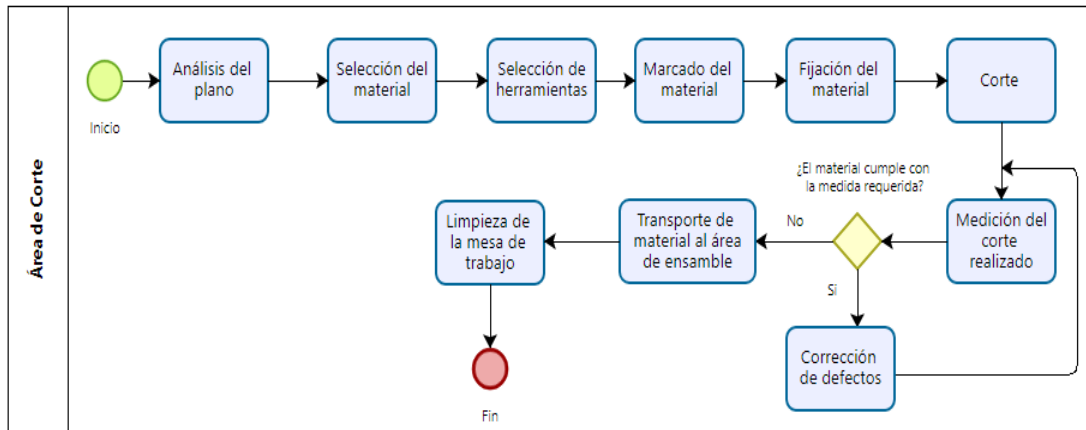 Área de Corte
Inicio
Análisis del
plano
Selección del
material
Selección de
herramientas
Marcado del
material
Fijación del
material
Corte
¿El material cumple con
la medida requerida?
Medición del
corte
realizado
No
Si
Transporte de
material al área
de ensamble
Limpieza de
la mesa de
trabajo
Corrección
de defectos
Fin